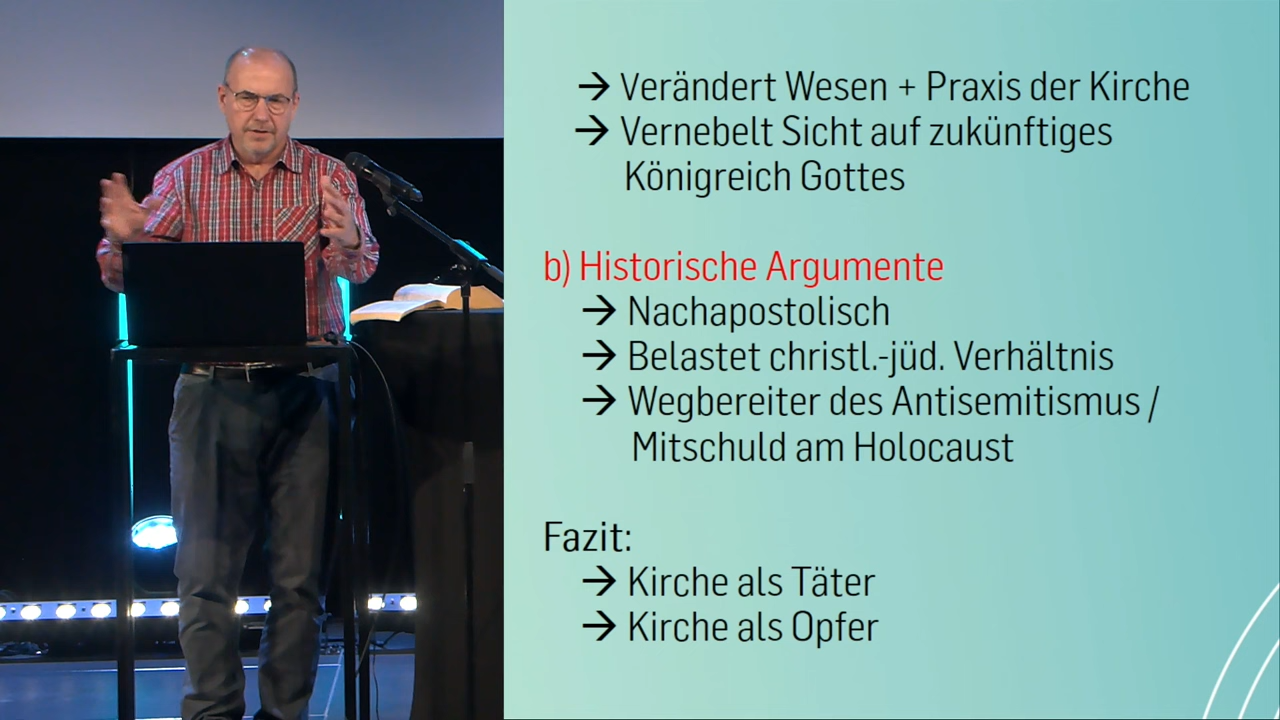 → Verändert Wesen + Praxis der Kirche
→ Vernebelt Sicht auf zukünftiges
Königreich Gottes
b) Historische Argumente
→ Nachapostolisch
→ Belastet christl.-jüd. Verhältnis
→ Wegbereiter des Antisemitismus /
Mitschuld am Holocaust
Fazit:
→ Kirche als Täter
→ Kirche als Opfer